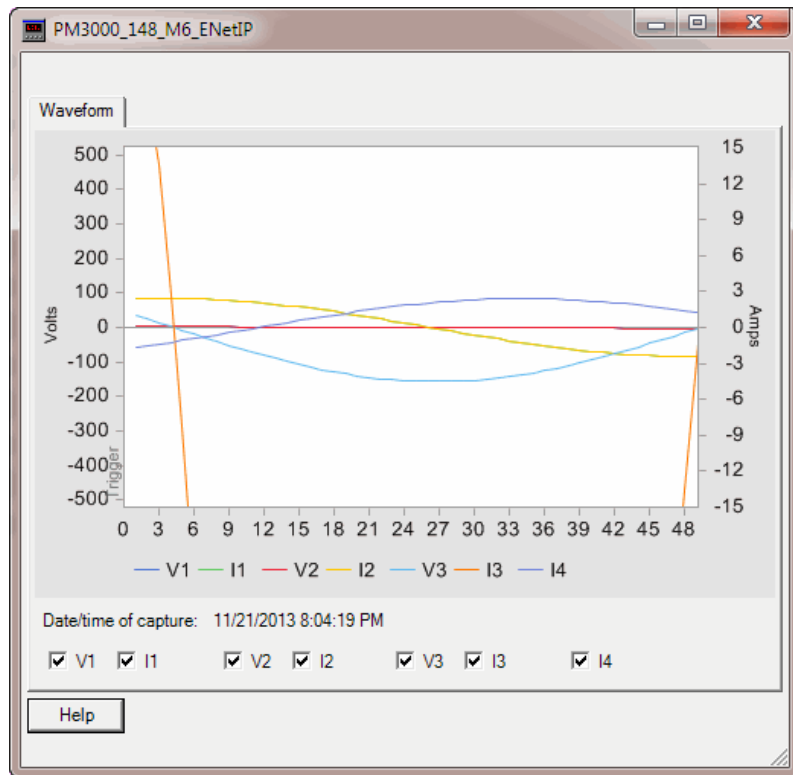 PM3000_148_M6_ENetIP
Waveform
500
400
300
200
100
0
-100
-200
-300
-400
-500
Volts
Trigger
15
12
9
6
3
0
-3
-6
-9
-12
-15
Amps
0 3 6 9 12 15 18 21 24 27 30 33 36 39 42 45 48
V1 I1 V2 I2 V3 I3 I4
Date/time of capture: 11/21/2013 8:04:19 PM
V1 I1 V2 I2 V3 I3 I4
Help